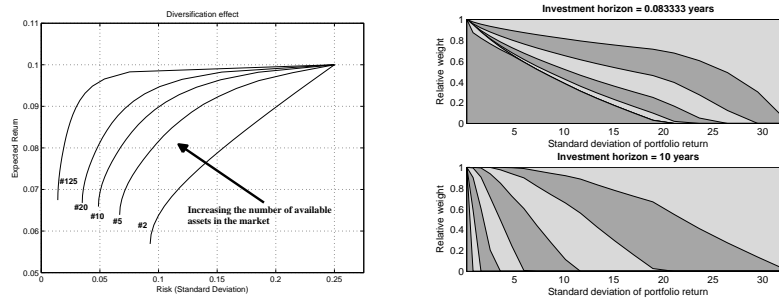 Diversification effect
0.11
0.1
0.09
0.08
0.07
0.06
0.05
Expected Return
#125
#20
#10
#5
#2
Increasing the number of available
assets in the market
0 0.05 0.1 0.15 0.2 0.25
Risk (Standard Deviation)
Investment horizon = 0.083333 years
1
0.8
0.6
0.4
0.2
0
Relative weight
5 10 15 20 25 30
Standard deviation of portfolio return
Investment horizon = 10 years
1
0.8
0.6
0.4
0.2
0
Relative weight
5 10 15 20 25 30
Standard deviation of portfolio return